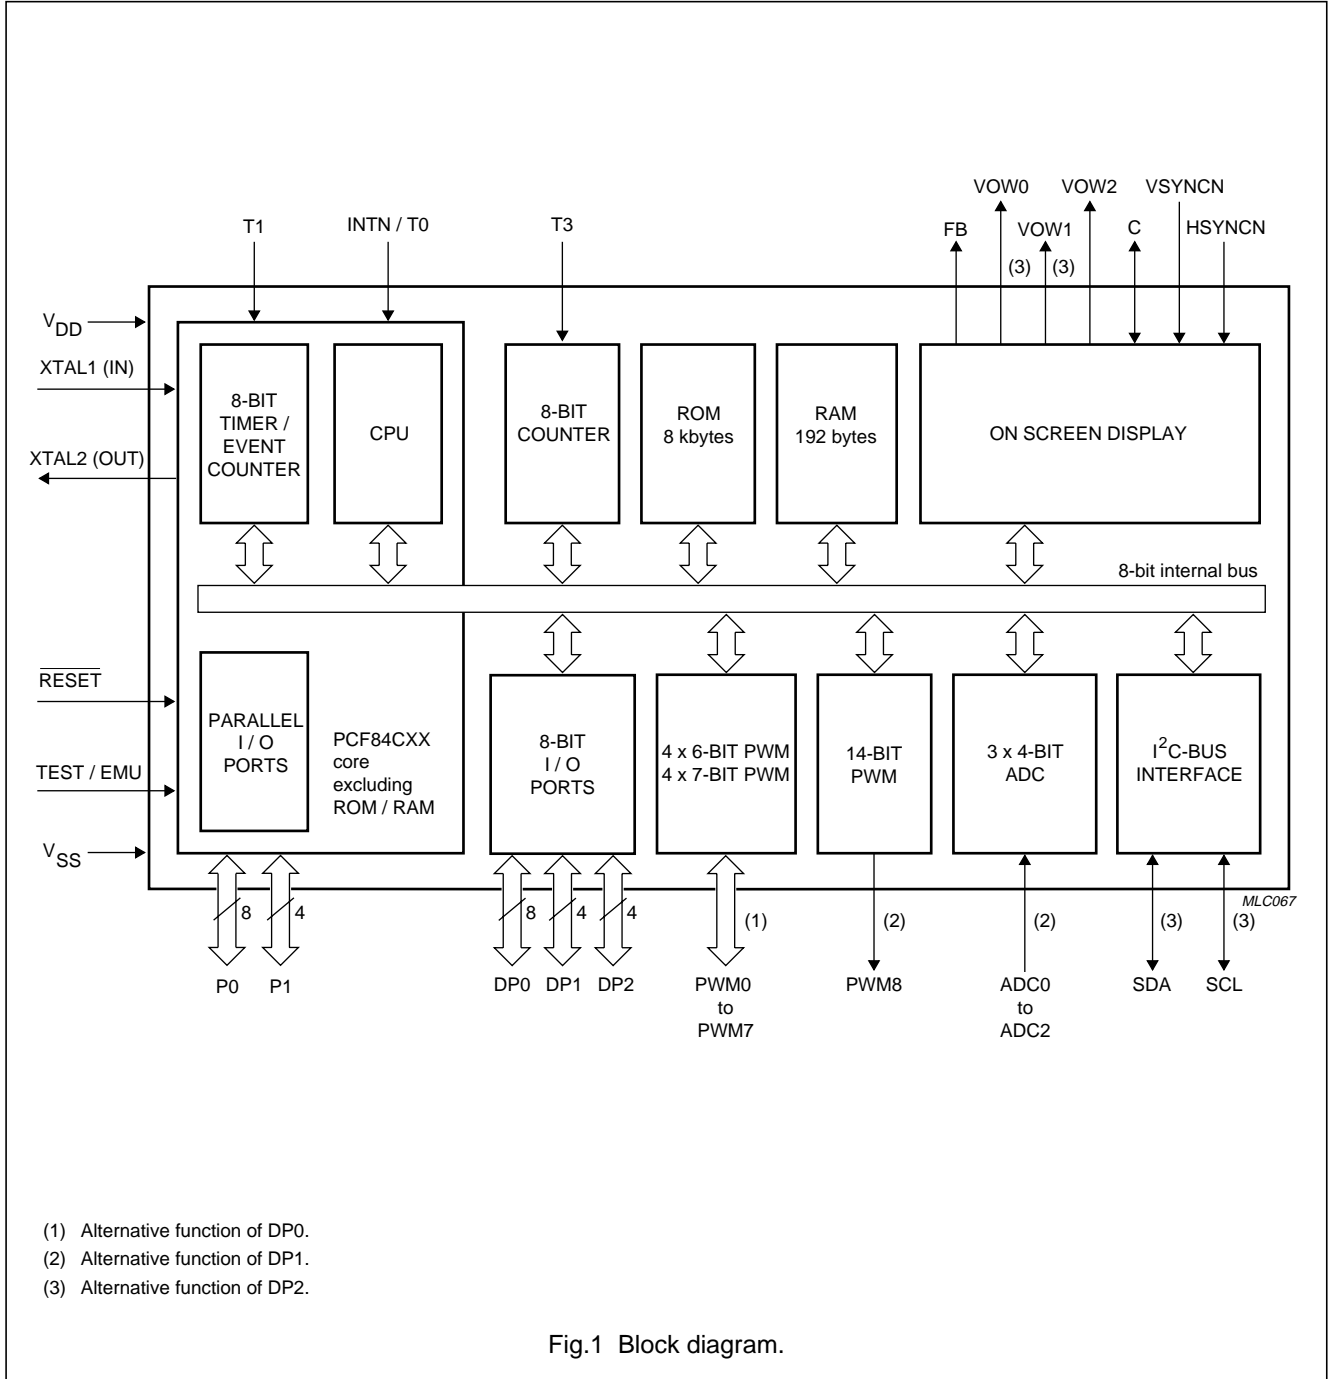 VOW0 VOW2 VSYNCN
T1 INTN / T0 T3 FB VOW1 C HSYNCN
(3) (3)
VDD
XTAL1 (IN)
XTAL2 (OUT)
8-BIT
TIMER /
EVENT
COUNTER
CPU
8-BIT
COUNTER
ROM
8 kbytes
RAM
192 bytes
ON SCREEN DISPLAY
8-bit internal bus
RESET
TEST / EMU
VSS
PARALLEL
I / O
PORTS
PCF84CXX
core
excluding
ROM / RAM
8-BIT
I / O
PORTS
4 x 6-BIT PWM
4 x 7-BIT PWM
14-BIT
PWM
3 x 4-BIT
ADC
I²C-BUS
INTERFACE
MLC067
8 4 8 4 4 (1) (2) (2) (3) (3)
P0 P1 DP0 DP1 DP2
PWM0
to
PWM7
PWM8
ADC0
to
ADC2
SDA SCL
(1) Alternative function of DP0.
(2) Alternative function of DP1.
(3) Alternative function of DP2.
Fig.1 Block diagram.